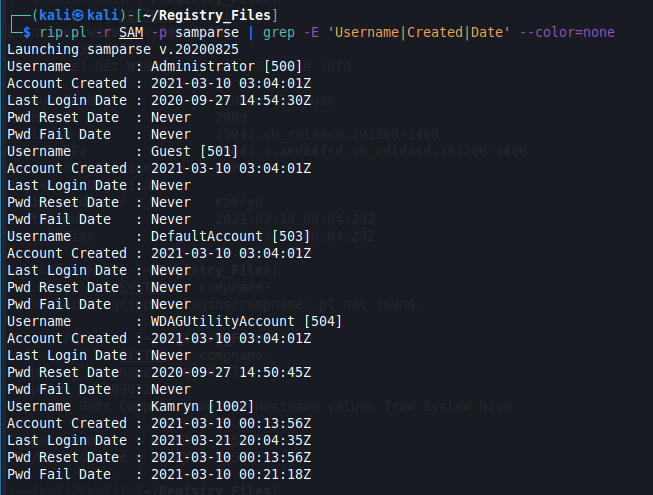 ┌──(kali㉿kali)-[~/Registry_Files]
└─$ rip.pl -r SAM -p samparse | grep -E 'Username|Created|Date' --color=none
Launching samparse v.20200825
Username        : Administrator [500]
Account Created : 2021-03-10 03:04:01Z
Last Login Date : 2020-09-27 14:54:30Z
Pwd Reset Date  : Never
Pwd Fail Date   : Never
Username        : Guest [501]
Account Created : 2021-03-10 03:04:01Z
Last Login Date : Never
Pwd Reset Date  : Never
Pwd Fail Date   : Never
Username        : DefaultAccount [503]
Account Created : 2021-03-10 03:04:01Z
Last Login Date : Never
Pwd Reset Date  : Never
Pwd Fail Date   : Never
Username        : WDAGUtilityAccount [504]
Account Created : 2021-03-10 03:04:01Z
Last Login Date : Never
Pwd Reset Date  : 2020-09-27 14:50:45Z
Pwd Fail Date   : Never
Username        : Kamryn [1002]
Account Created : 2021-03-10 00:13:56Z
Last Login Date : 2021-03-21 20:04:35Z
Pwd Reset Date  : 2021-03-10 00:13:56Z
Pwd Fail Date   : 2021-03-10 00:21:18Z